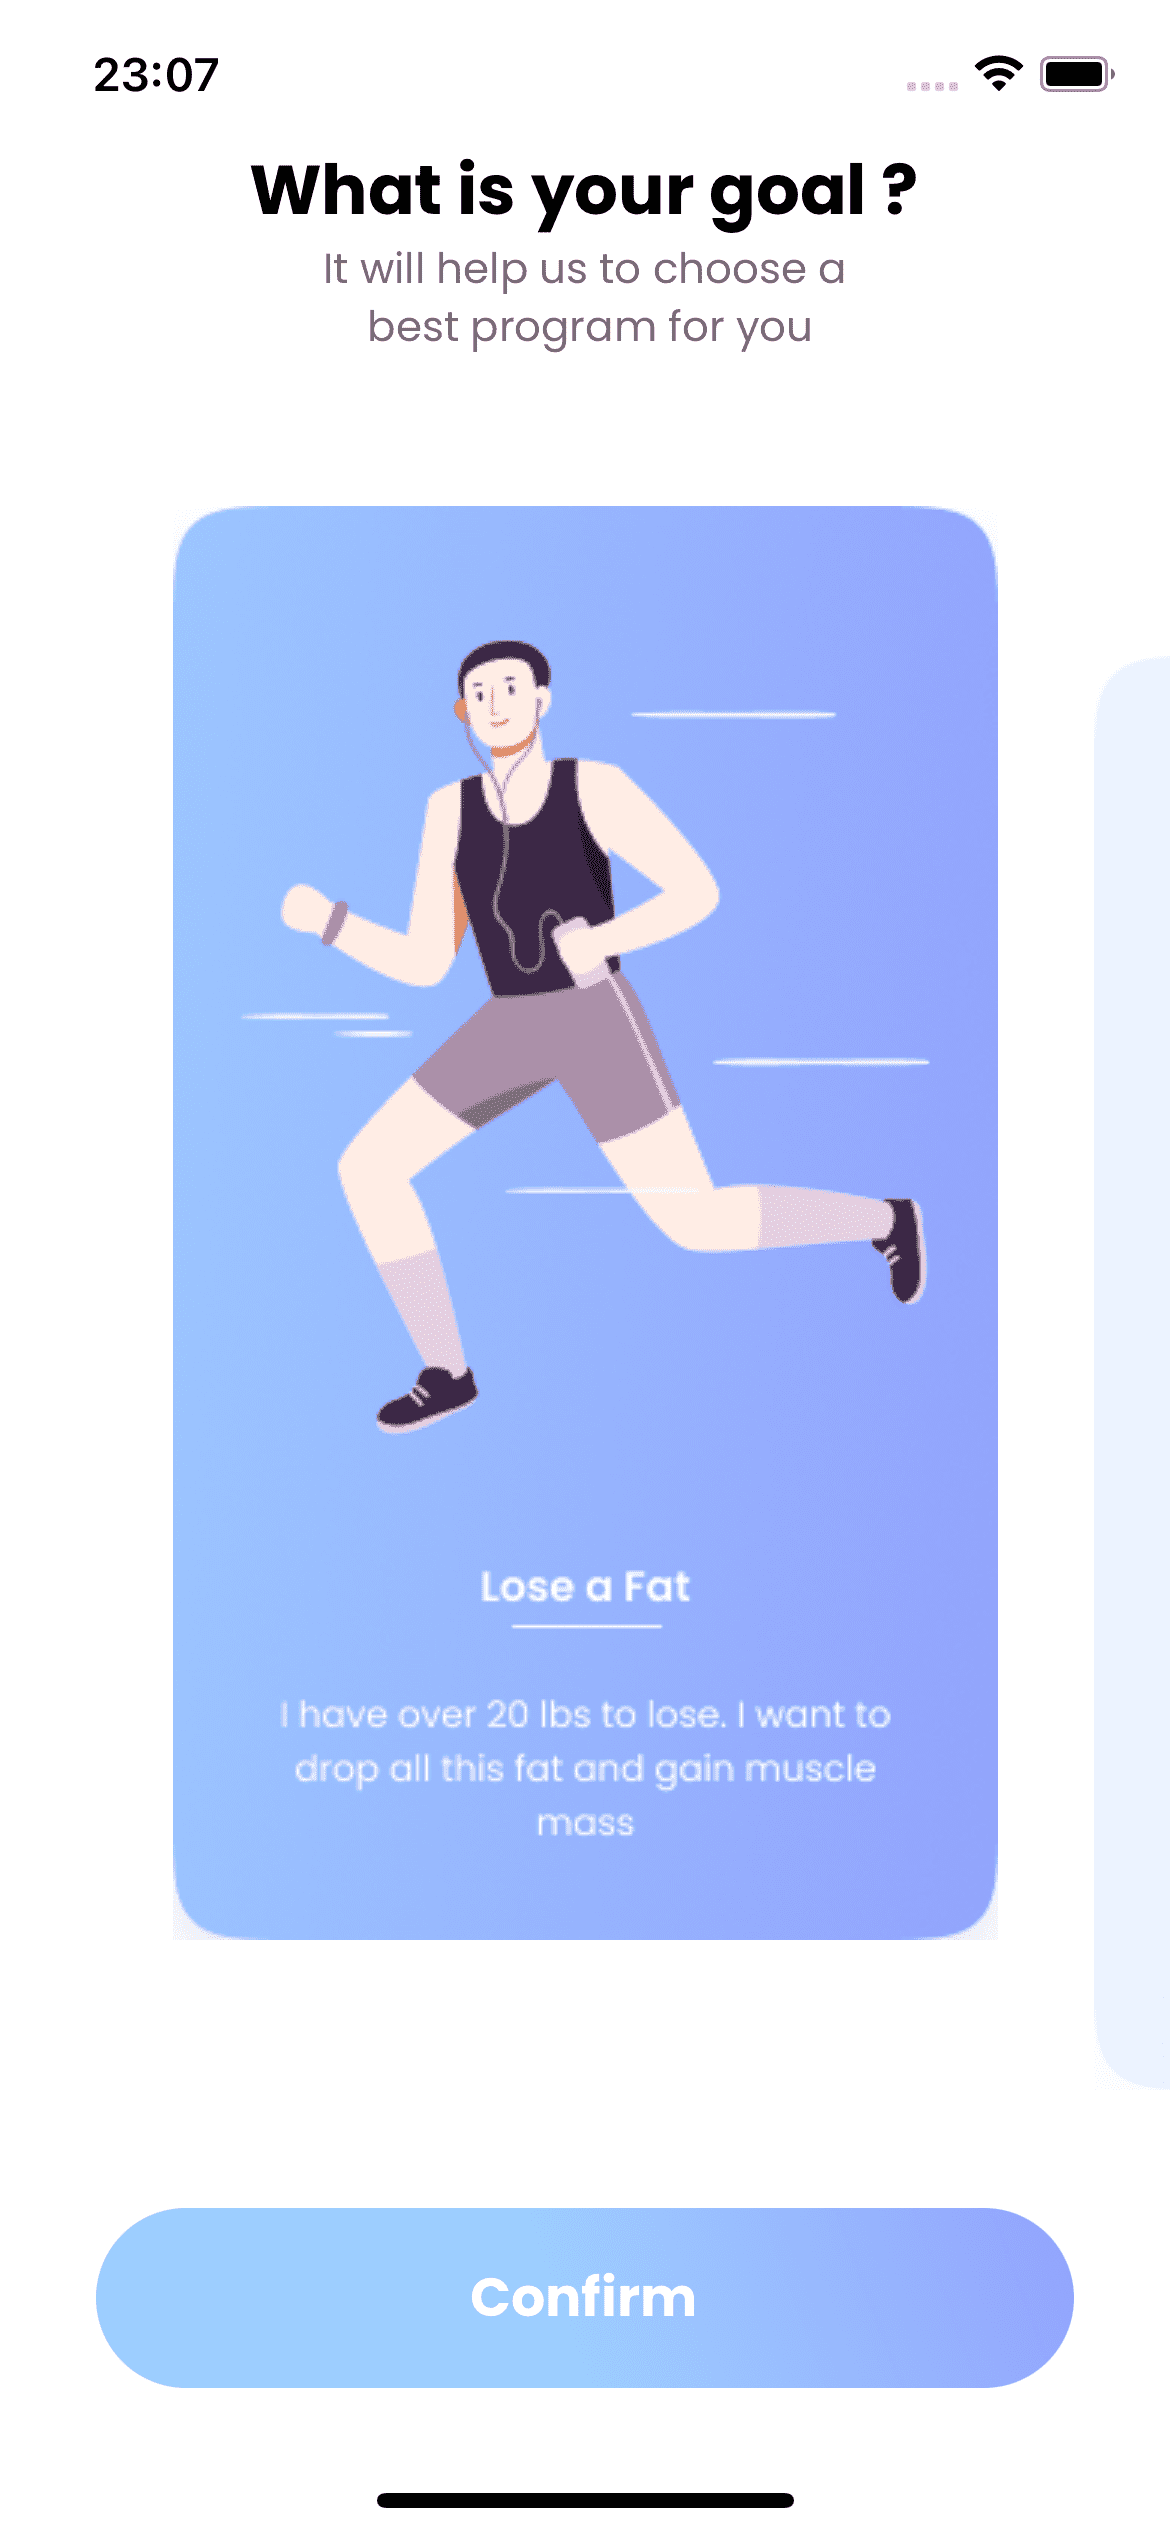 23:07
What is your goal ?
It will help us to choose a
best program for you
Lose a Fat
I have over 20 lbs to lose. I want to
drop all this fat and gain muscle
mass
Confirm